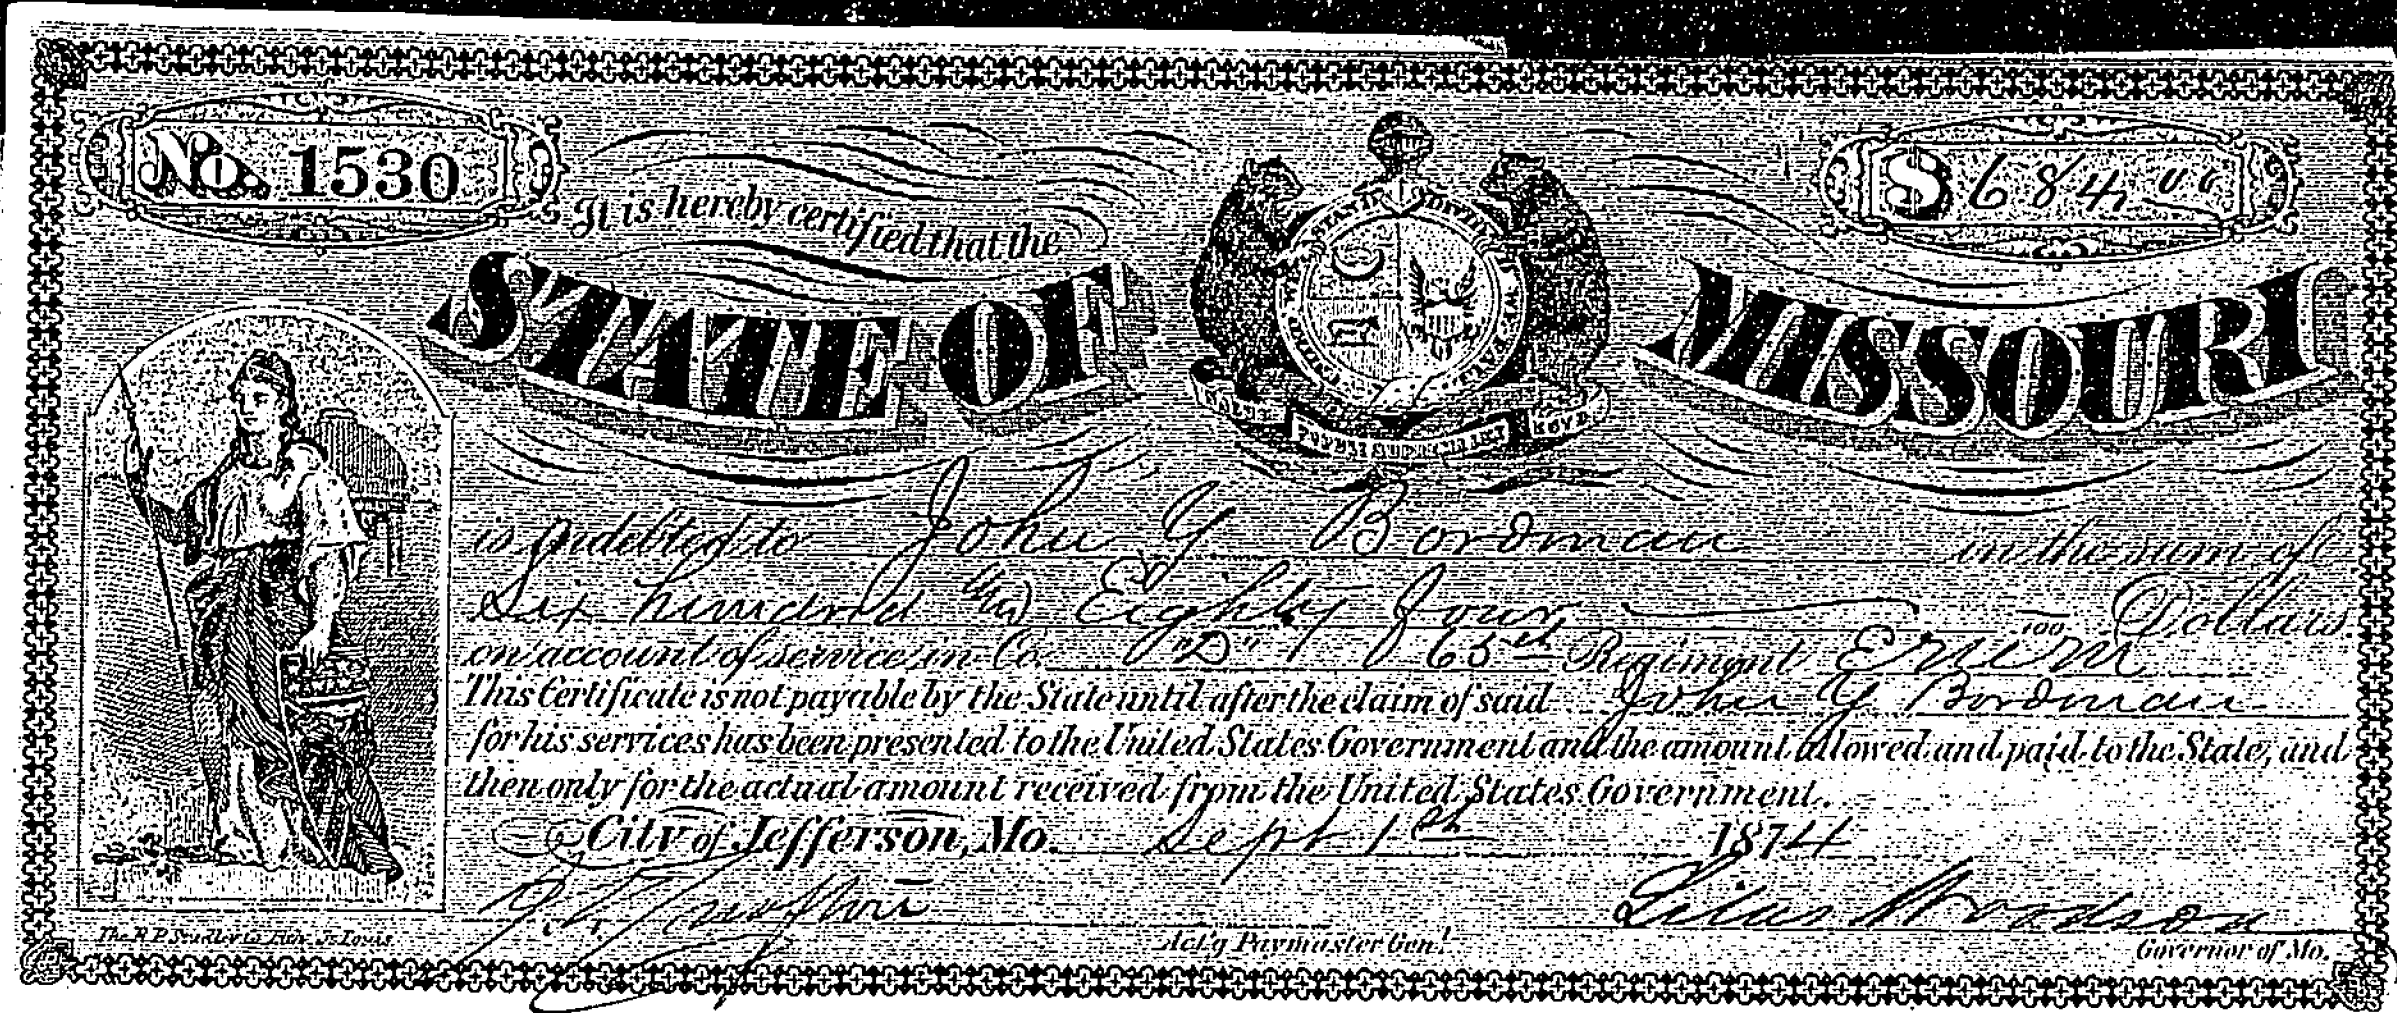 No. 1530
$ 684 00
It is hereby certified that the
STATE OF MISSOURI
is indebted to John G Bordman in the sum of
Six hundred and Eighty Four 100 Dollars
on account of service in Co. "D" 65th Regiment
This Certificate is not payable by the State until after the claim of said John G Bordman
for his services has been presented to the United States Government and the amount allowed and paid to the State, and
then only for the actual amount received from the United States Government.
City of Jefferson, Mo. Sept 1st 1874
Silas Woodson
Act'g Paymaster Genl.
Governor of Mo.